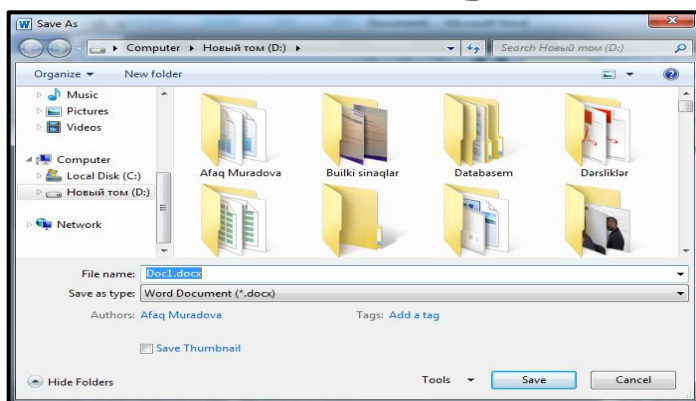 Save As
Computer ▸ Новый том (D:) ▸
Search Новый том (D:)
Organize
New folder
Music
Pictures
Videos
Computer
Local Disk (C:)
Новый том (D:)
Network
Afaq Muradova
Builki sinaqlar
Databasem
Dərsliklər
File name: Doc1.docx
Save as type: Word Document (*.docx)
Authors: Afaq Muradova
Tags: Add a tag
Save Thumbnail
Hide Folders
Tools
Save
Cancel